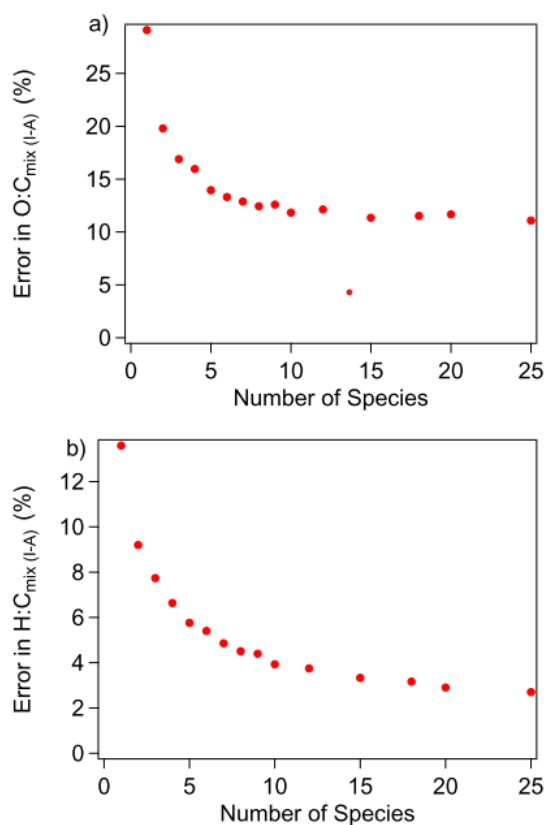 a)
Error in O:Cmix (I-A) (%)
25
20
15
10
5
0
0 5 10 15 20 25
Number of Species
b)
Error in H:Cmix (I-A) (%)
12
10
8
6
4
2
0
0 5 10 15 20 25
Number of Species